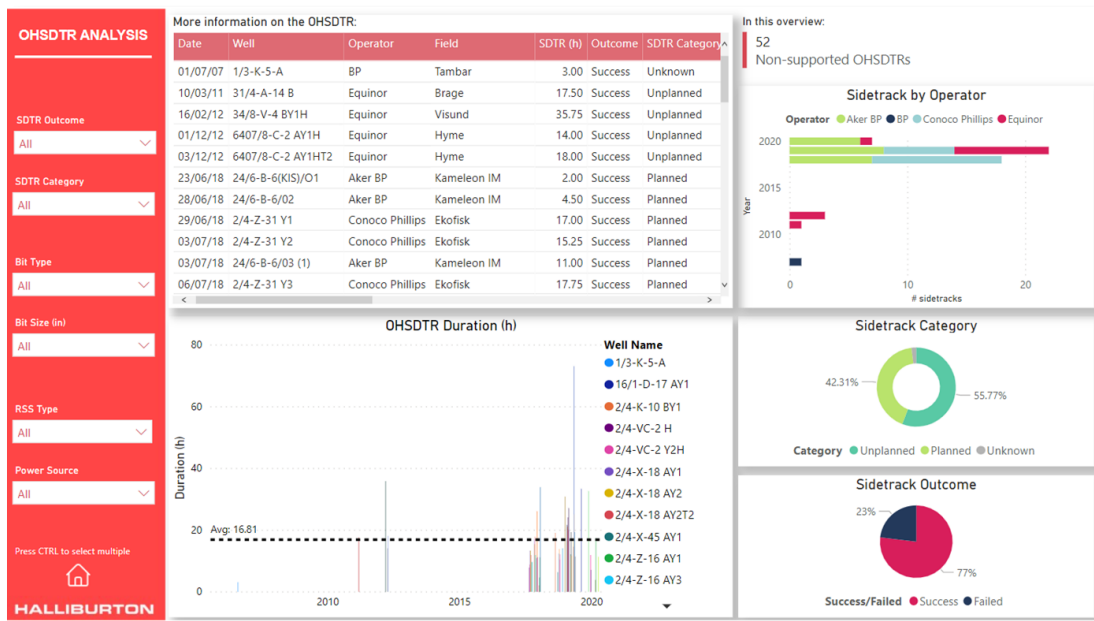 OHSDTR ANALYSIS
SDTR Outcome
All
SDTR Category
All
Bit Type
All
Bit Size (in)
All
RSS Type
All
Power Source
All
Press CTRL to select multiple
HALLIBURTON
More information on the OHSDTR:
Date Well Operator Field SDTR (h) Outcome SDTR Category
01/07/07 1/3-K-5-A BP Tambar 3.00 Success Unknown
10/03/11 31/4-A-14 B Equinor Brage 17.50 Success Unplanned
16/02/12 34/8-V-4 BY1H Equinor Visund 35.75 Success Unplanned
01/12/12 6407/8-C-2 AY1H Equinor Hyme 14.00 Success Unplanned
03/12/12 6407/8-C-2 AY1HT2 Equinor Hyme 18.00 Success Unplanned
23/06/18 24/6-B-6(KIS)/O1 Aker BP Kameleon IM 2.00 Success Planned
28/06/18 24/6-B-6/02 Aker BP Kameleon IM 4.50 Success Planned
29/06/18 2/4-Z-31 Y1 Conoco Phillips Ekofisk 17.00 Success Planned
03/07/18 2/4-Z-31 Y2 Conoco Phillips Ekofisk 15.25 Success Planned
03/07/18 24/6-B-6/03 (1) Aker BP Kameleon IM 11.00 Success Planned
06/07/18 2/4-Z-31 Y3 Conoco Phillips Ekofisk 17.75 Success Planned
OHSDTR Duration (h)
80
60
40
20
0
Duration (h)
Avg: 16.81
2010 2015 2020
Well Name
1/3-K-5-A
16/1-D-17 AY1
2/4-K-10 BY1
2/4-VC-2 H
2/4-VC-2 Y2H
2/4-X-18 AY1
2/4-X-18 AY2
2/4-X-18 AY2T2
2/4-X-45 AY1
2/4-Z-16 AY1
2/4-Z-16 AY3
In this overview:
52
Non-supported OHSDTRs
Sidetrack by Operator
Operator Aker BP BP Conoco Phillips Equinor
2020
2015
2010
Year
0 10 20
# sidetracks
Sidetrack Category
42.31%
55.77%
Category Unplanned Planned Unknown
Sidetrack Outcome
23%
77%
Success/Failed Success Failed